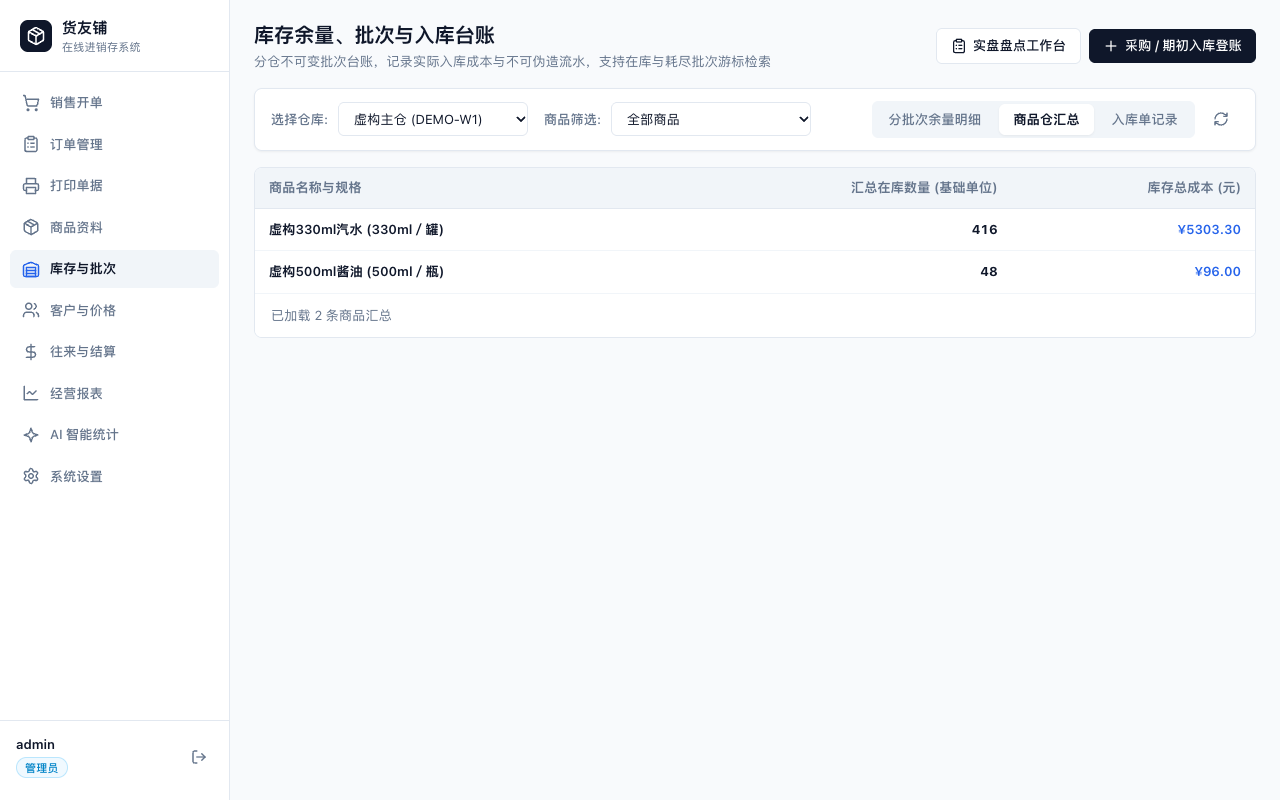 货友铺
在线进销存系统
销售开单
订单管理
打印单据
商品资料
库存与批次
客户与价格
往来与结算
经营报表
AI 智能统计
系统设置
admin
管理员
库存余量、批次与入库台账
分仓不可变批次台账，记录实际入库成本与不可伪造流水，支持在库与耗尽批次游标检索
实盘盘点工作台
采购 / 期初入库登账
选择仓库: 虚构主仓 (DEMO-W1) 商品筛选: 全部商品 分批次余量明细 商品仓汇总 入库单记录
商品名称与规格 汇总在库数量 (基础单位) 库存总成本 (元)
虚构330ml汽水 (330ml / 罐) 416 ¥5303.30
虚构500ml酱油 (500ml / 瓶) 48 ¥96.00
已加载 2 条商品汇总